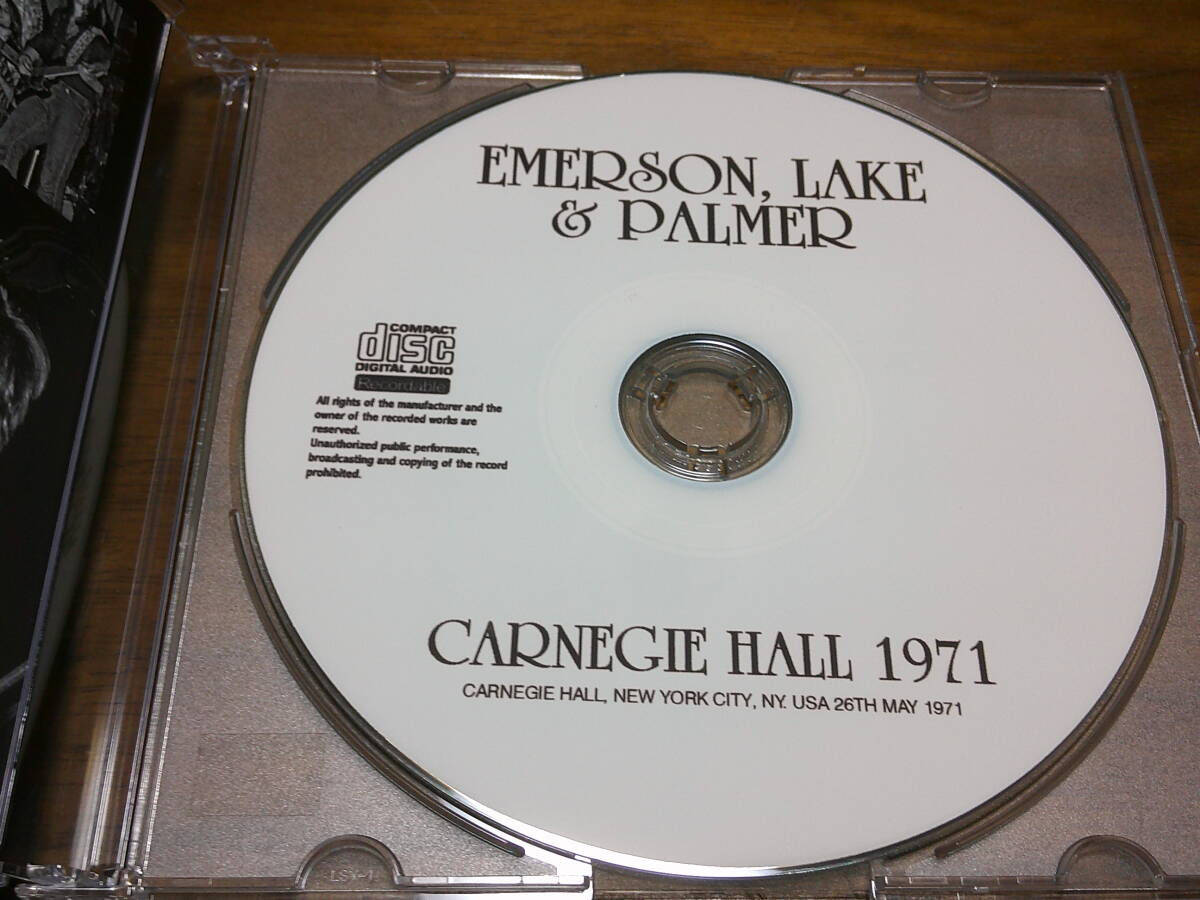 EMERSON, LAKE
& PALMER
COMPACT
disc
DIGITAL AUDIO
Recordable
All rights of the manufacturer and the
owner of the recorded works are
reserved.
Unauthorized public performance,
broadcasting and copying of the record
prohibited.
CARNEGIE HALL 1971
CARNEGIE HALL, NEW YORK CITY, NY. USA 26TH MAY 1971
LSX-1